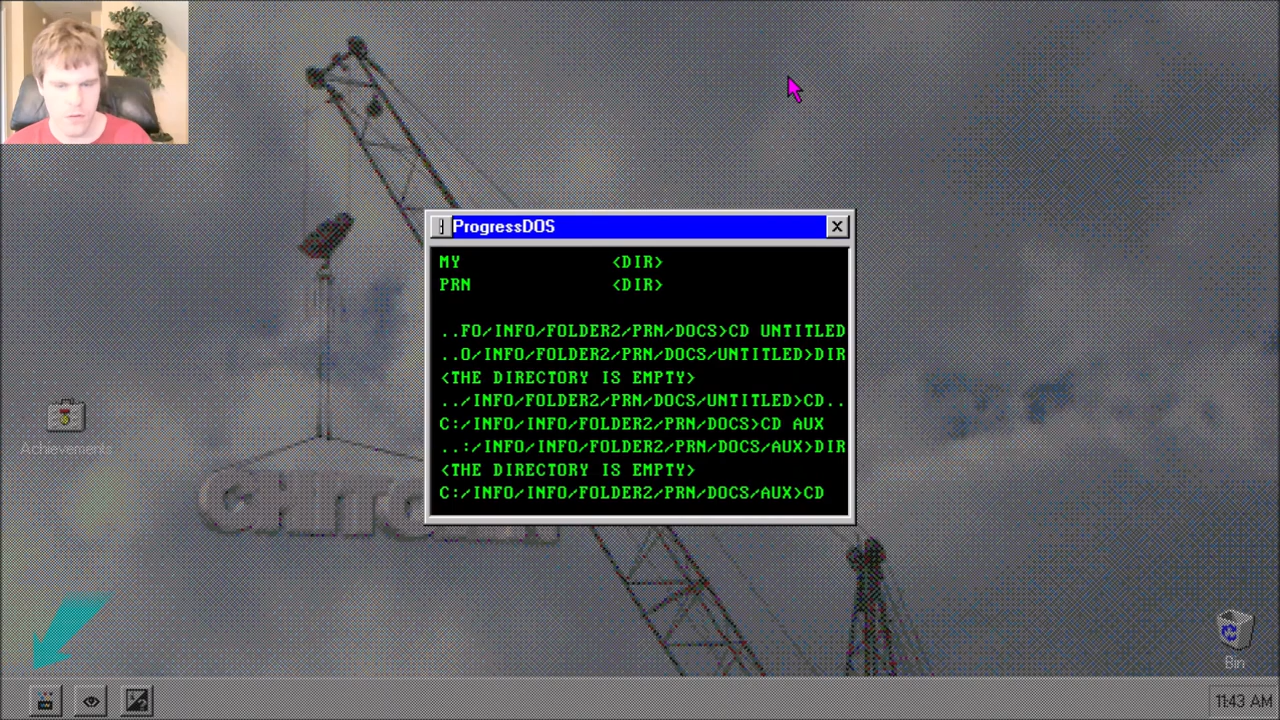 ProgressDOS
MY <DIR>
PRN <DIR>
..FO/INFO/FOLDER2/PRN/DOCS>CD UNTITLED
..O/INFO/FOLDER2/PRN/DOCS/UNTITLED>DIR
<THE DIRECTORY IS EMPTY>
../INFO/FOLDER2/PRN/DOCS/UNTITLED>CD..
C:/INFO/INFO/FOLDER2/PRN/DOCS>CD AUX
..:/INFO/INFO/FOLDER2/PRN/DOCS/AUX>DIR
<THE DIRECTORY IS EMPTY>
C:/INFO/INFO/FOLDER2/PRN/DOCS/AUX>CD
Achievements
Bin
11:43 AM